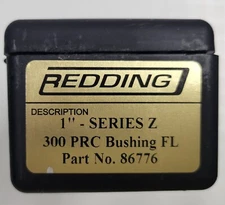 REDDING
DESCRIPTION
1" - SERIES Z
300 PRC Bushing FL
Part No. 86776